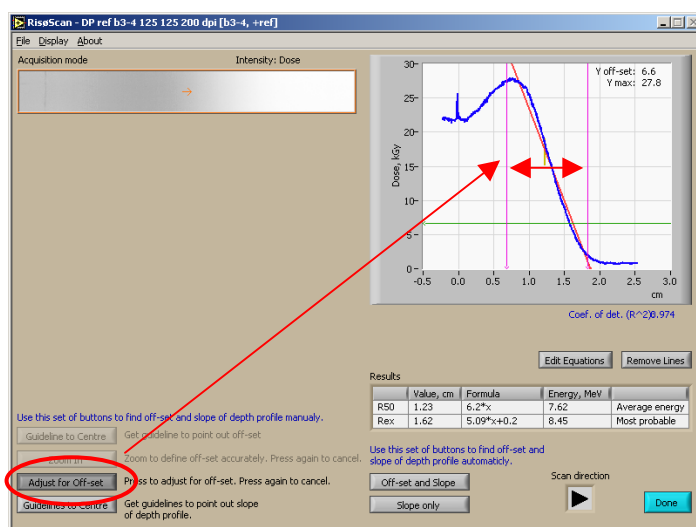 RisøScan - DP ref b3-4 125 125 200 dpi [b3-4, +ref]
File Display About
Acquisition mode Intensity: Dose
Y off-set: 6.6
Y max: 27.8
30-
25-
20-
15-
10-
5-
0-
Dose, kGy
-0.5 0.0 0.5 1.0 1.5 2.0 2.5 3.0
cm
Coef. of det. (R^2)0.974
Edit Equations Remove Lines
Results
Value, cm Formula Energy, MeV
R50 1.23 6.2*x 7.62 Average energy
Rex 1.62 5.09*x+0.2 8.45 Most probable
Use this set of buttons to find off-set and slope of depth profile manualy.
Guideline to Centre Get guideline to point out off-set
Zoom In Zoom to define off-set accurately. Press again to cancel.
Adjust for Off-set Press to adjust for off-set. Press again to cancel.
Guidelines to Centre Get guidelines to point out slope
of depth profile.
Use this set of buttons to find off-set and
slope of depth profile automaticly.
Off-set and Slope
Slope only
Scan direction
Done